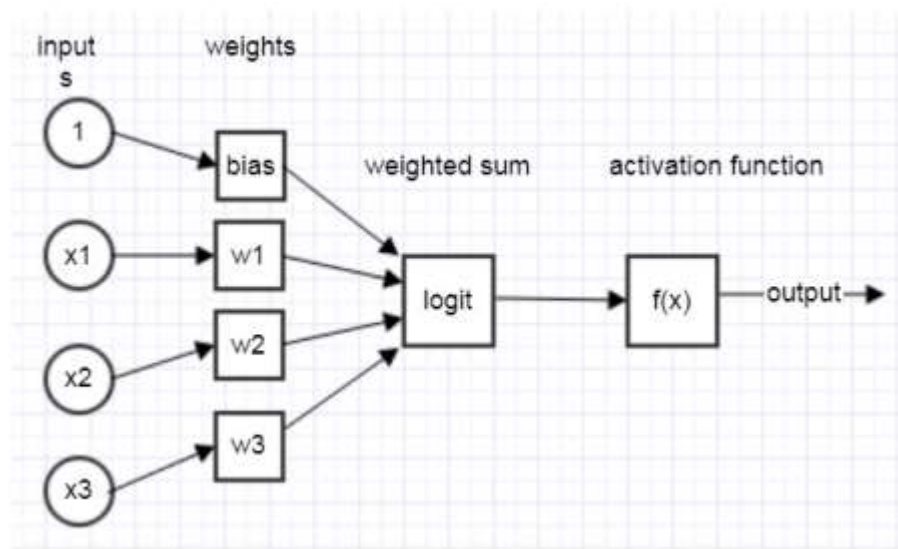 input
s
weights
1
bias
weighted sum
activation function
x1
w1
logit
f(x)
output
x2
w2
x3
w3